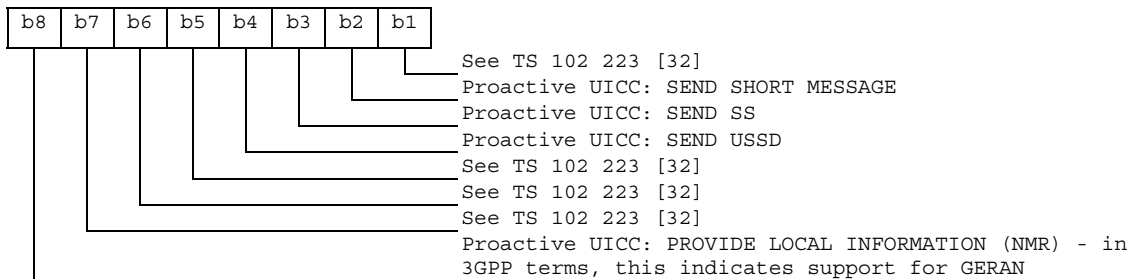 b8 b7 b6 b5 b4 b3 b2 b1
See TS 102 223 [32]
Proactive UICC: SEND SHORT MESSAGE
Proactive UICC: SEND SS
Proactive UICC: SEND USSD
See TS 102 223 [32]
See TS 102 223 [32]
See TS 102 223 [32]
Proactive UICC: PROVIDE LOCAL INFORMATION (NMR) - in
3GPP terms, this indicates support for GERAN